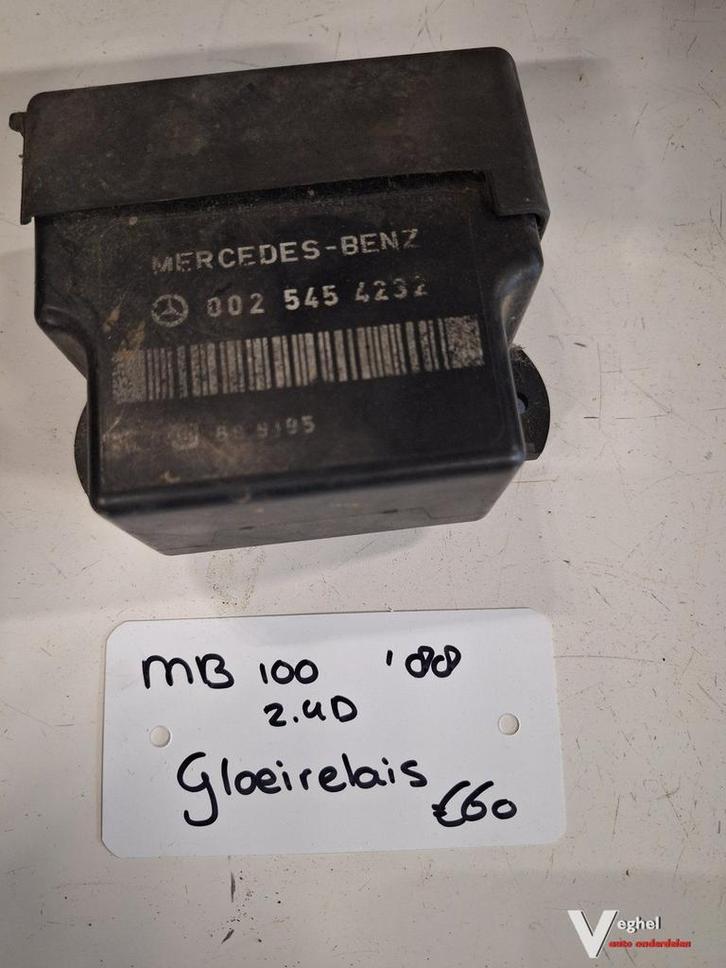 MERCEDES-BENZ
002 545 4232
MB 100 '88
2.4D
Gloeirelais
€60
Veghel
auto onderdelen